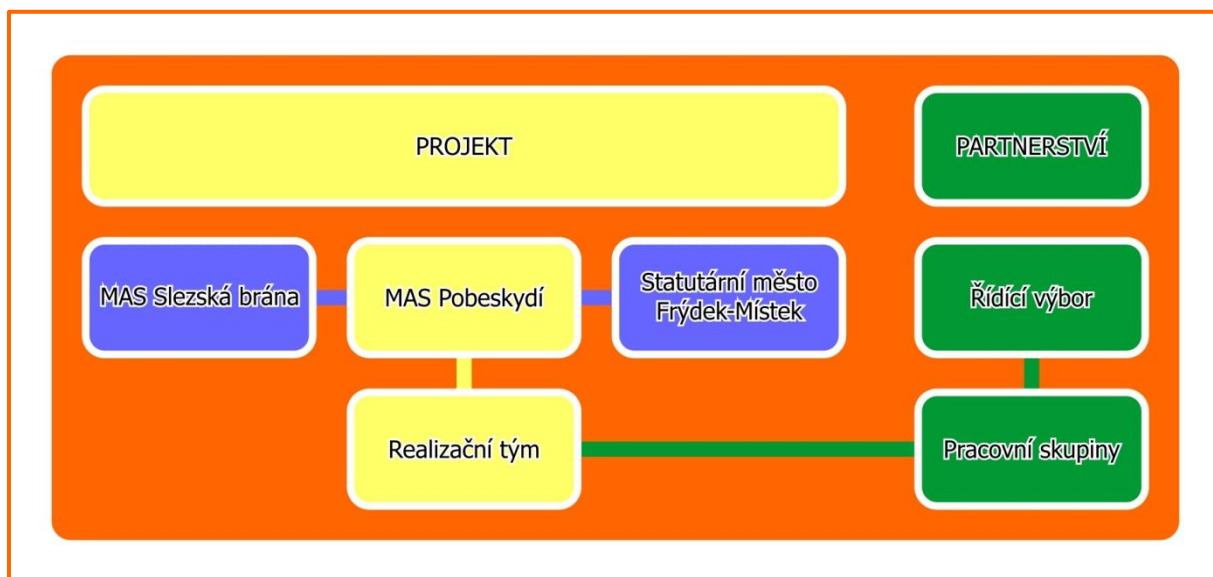 PROJEKT
PARTNERSTVÍ
MAS Slezská brána
MAS Pobeskydí
Statutární město
Frýdek-Místek
Řídící výbor
Realizační tým
Pracovní skupiny